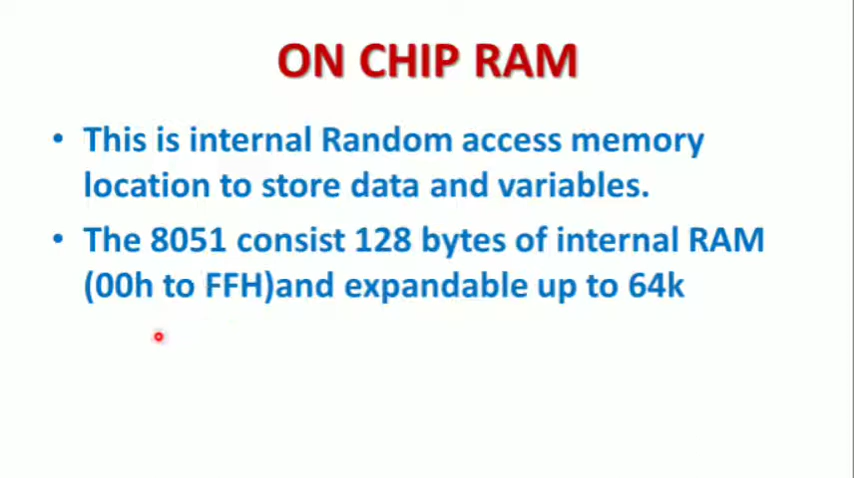 ON CHIP RAM
• This is internal Random access memory
location to store data and variables.
• The 8051 consist 128 bytes of internal RAM
(00h to FFH)and expandable up to 64k